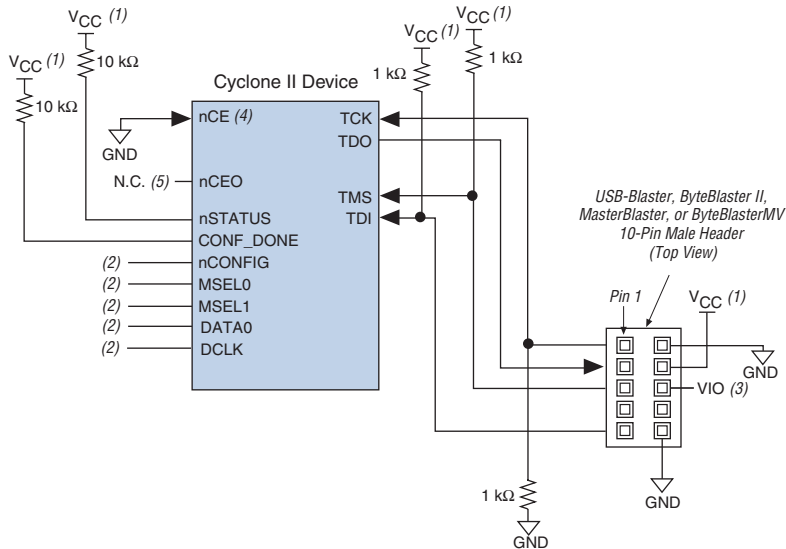 VCC (1)
VCC (1)
10 kΩ
10 kΩ
VCC (1)
VCC (1)
1 kΩ
1 kΩ
Cyclone II Device
nCE (4)
TCK
GND
TDO
N.C. (5)
nCEO
TMS
nSTATUS
TDI
CONF_DONE
(2)
nCONFIG
(2)
MSEL0
(2)
MSEL1
(2)
DATA0
(2)
DCLK
USB-Blaster, ByteBlaster II,
MasterBlaster, or ByteBlasterMV
10-Pin Male Header
(Top View)
Pin 1
VCC (1)
GND
VIO (3)
GND
1 kΩ
GND